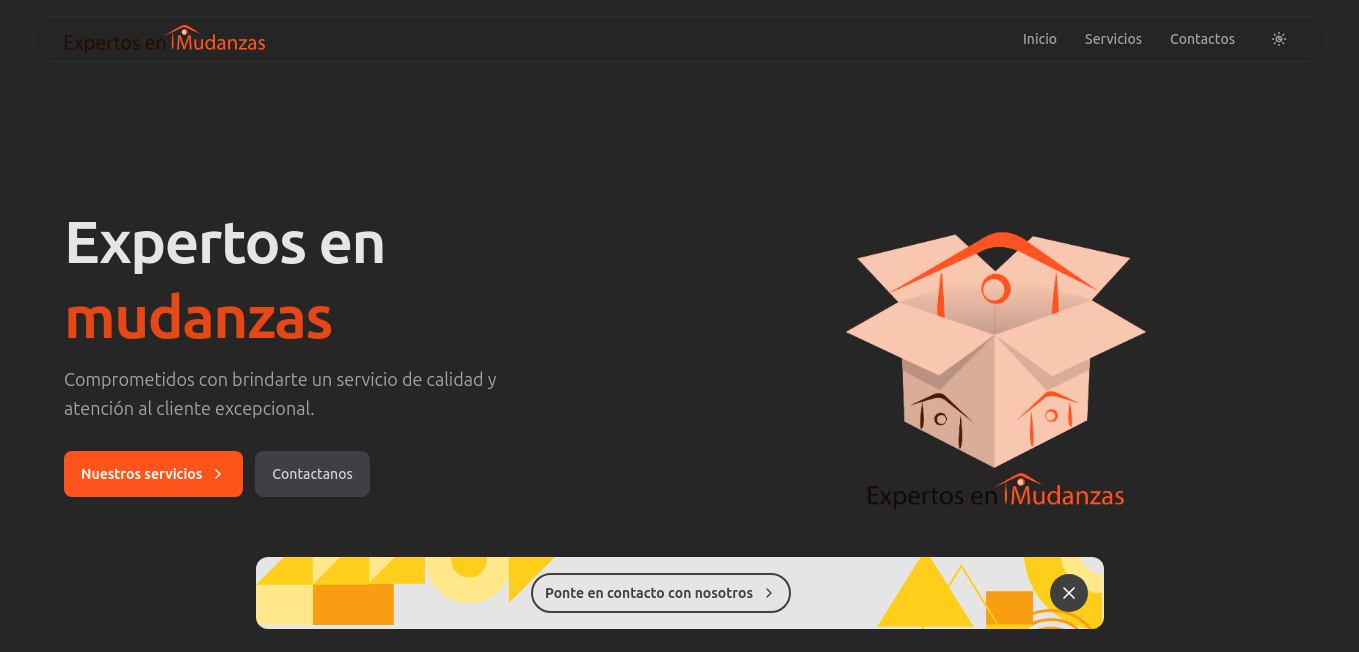 Expertos en Mudanzas
Inicio
Servicios
Contactos
Expertos en
mudanzas
Comprometidos con brindarte un servicio de calidad y
atención al cliente excepcional.
Nuestros servicios
Contactanos
Expertos en Mudanzas
Ponte en contacto con nosotros